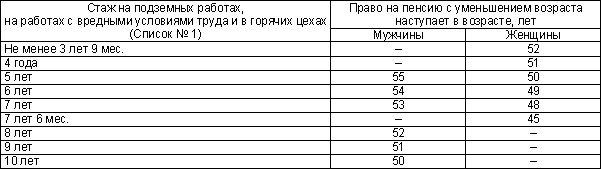 Стаж на подземных работах,
на работах с вредными условиями труда и в горячих цехах
(Список № 1)
Право на пенсию с уменьшением возраста
наступает в возрасте, лет
Мужчины Женщины
Не менее 3 лет 9 мес. – 52
4 года – 51
5 лет 55 50
6 лет 54 49
7 лет 53 48
7 лет 6 мес. – 45
8 лет 52 –
9 лет 51 –
10 лет 50 –